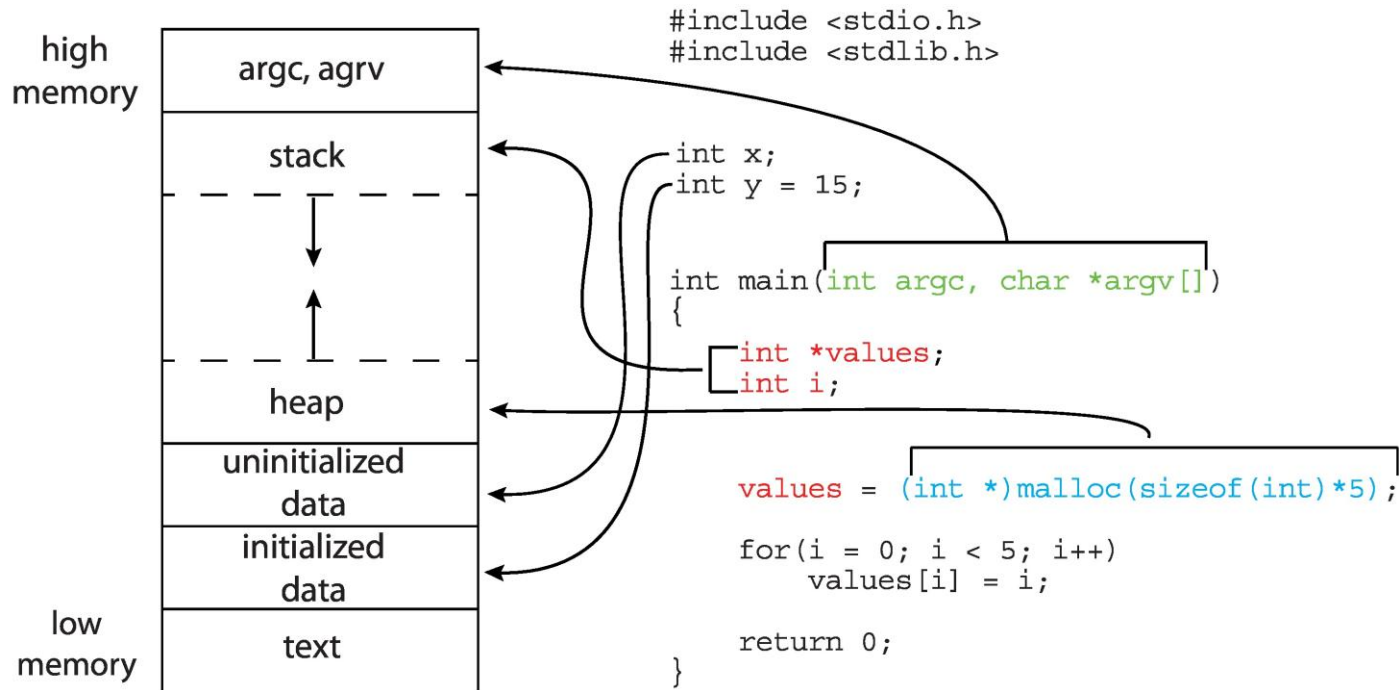 high
memory
argc, agrv
stack
heap
uninitialized
data
initialized
data
low
memory
text
#include <stdio.h>
#include <stdlib.h>
int x;
int y = 15;
int main(int argc, char *argv[])
{
int *values;
int i;
values = (int *)malloc(sizeof(int)*5);
for(i = 0; i < 5; i++)
values[i] = i;
return 0;
}